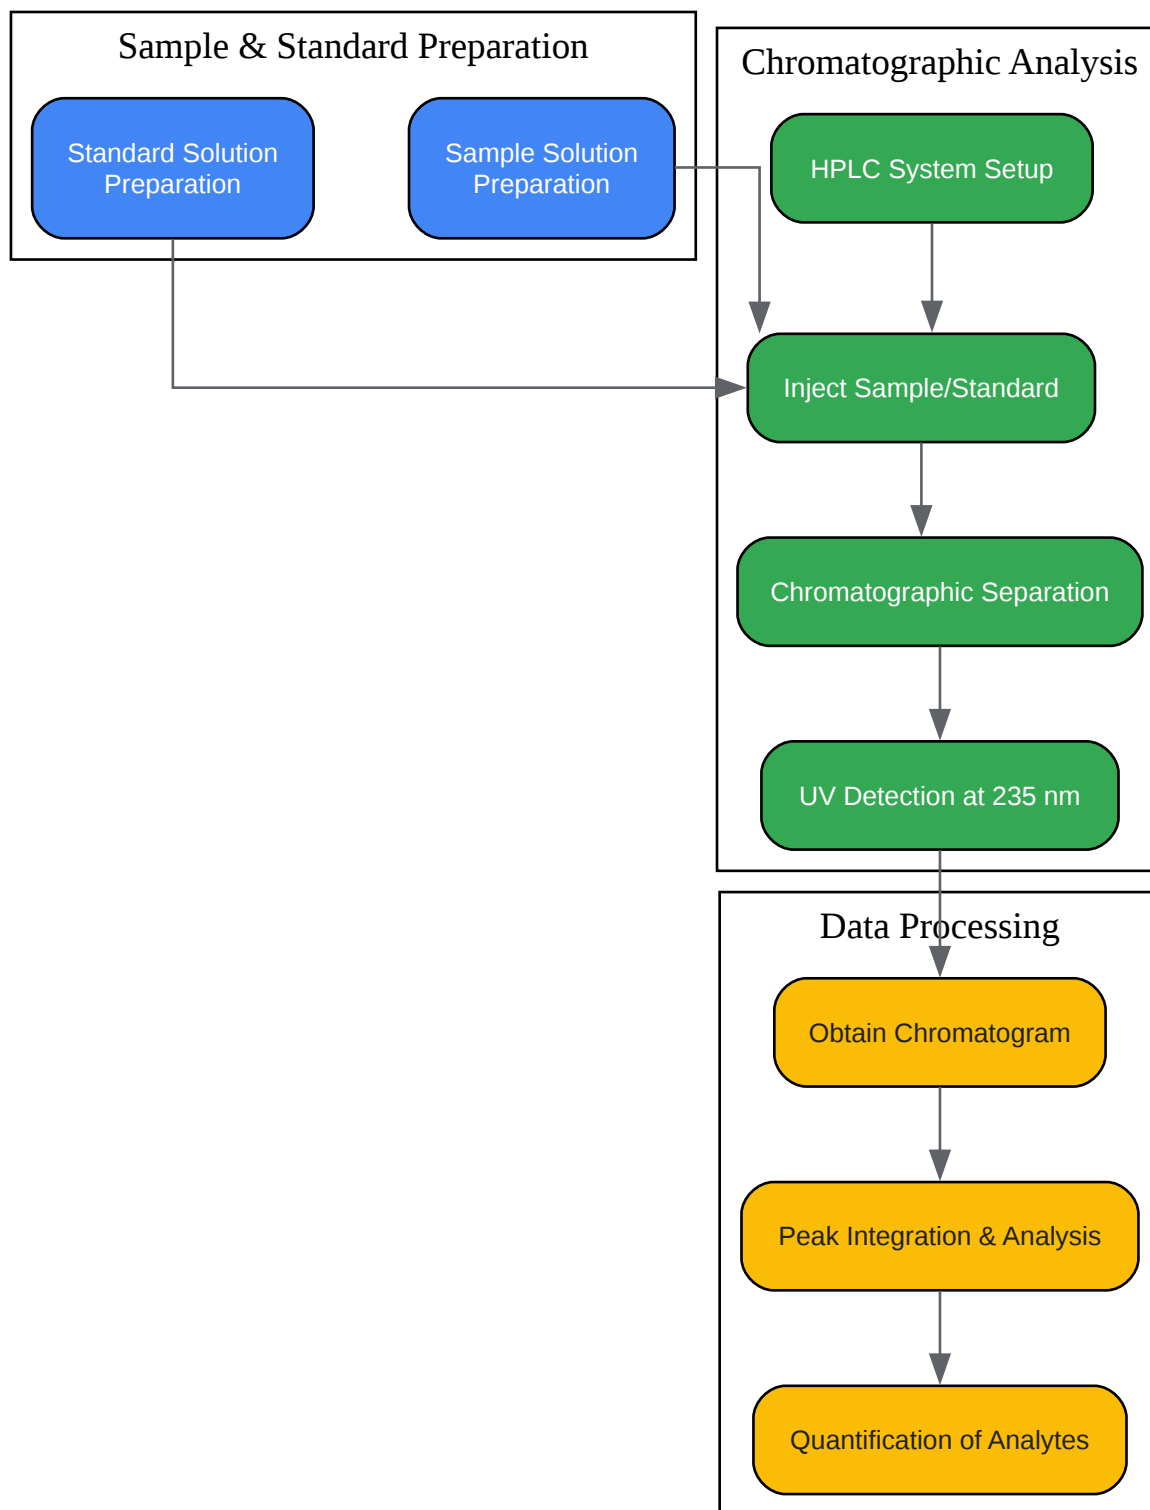 Sample & Standard Preparation
Standard Solution
Preparation
Sample Solution
Preparation
Chromatographic Analysis
HPLC System Setup
Inject Sample/Standard
Chromatographic Separation
UV Detection at 235 nm
Data Processing
Obtain Chromatogram
Peak Integration & Analysis
Quantification of Analytes